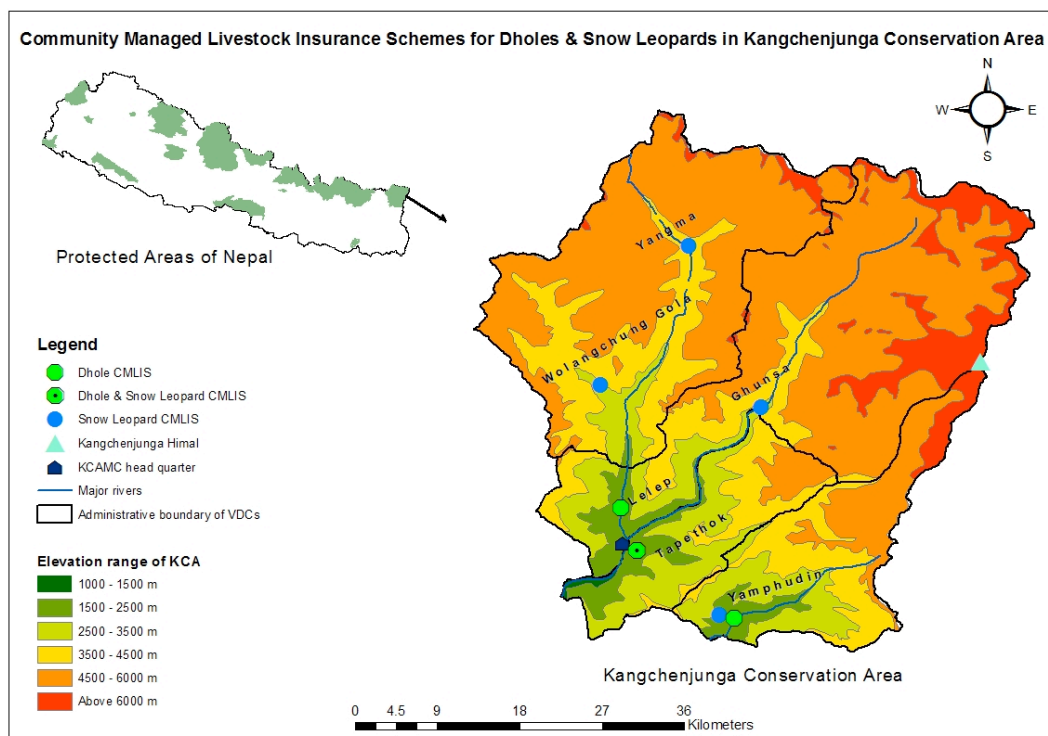 Community Managed Livestock Insurance Schemes for Dholes & Snow Leopards in Kangchenjunga Conservation Area
N
W
E
S
Protected Areas of Nepal
Yangma
Wolangchung Gola
Ghunsa
Lelep
Tapethok
Yamphudin
Legend
Dhole CMLIS
Dhole & Snow Leopard CMLIS
Snow Leopard CMLIS
Kangchenjunga Himal
KCAMC head quarter
Major rivers
Administrative boundary of VDCs
Elevation range of KCA
1000 - 1500 m
1500 - 2500 m
2500 - 3500 m
3500 - 4500 m
4500 - 6000 m
Above 6000 m
Kangchenjunga Conservation Area
0 4.5 9 18 27 36
Kilometers